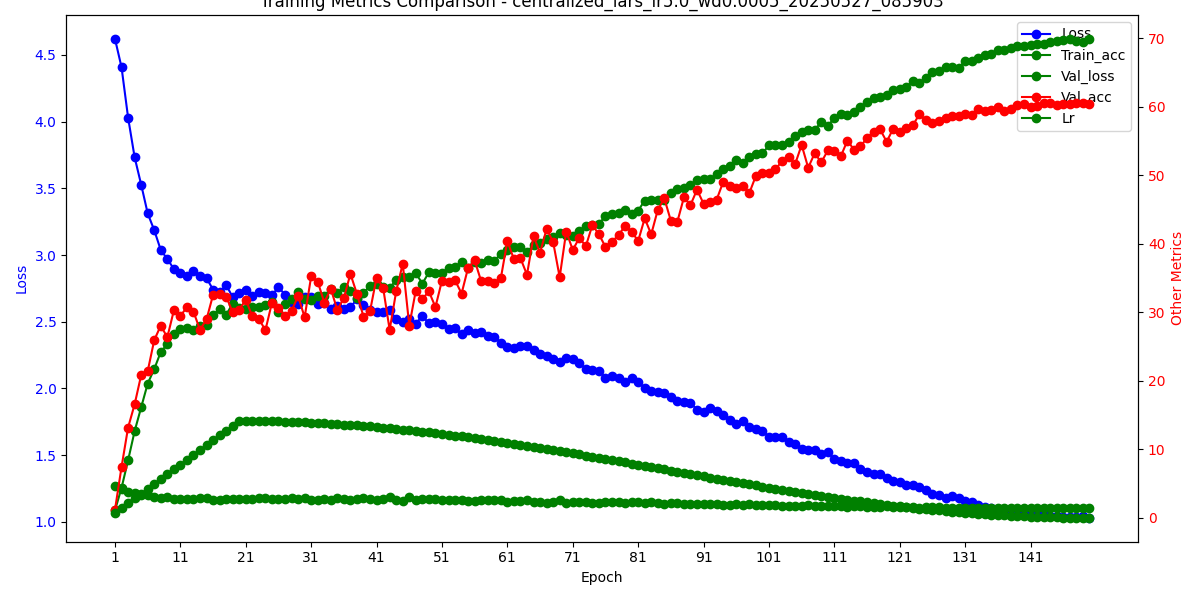 Training Metrics Comparison - centralized_lars_lr5.0_wd0.0005_20250527_085903
Loss
Train_acc
Val_loss
Val_acc
Lr
4.5
4.0
3.5
3.0
2.5
2.0
1.5
1.0
Loss
70
60
50
40
30
20
10
0
Other Metrics
1 11 21 31 41 51 61 71 81 91 101 111 121 131 141
Epoch